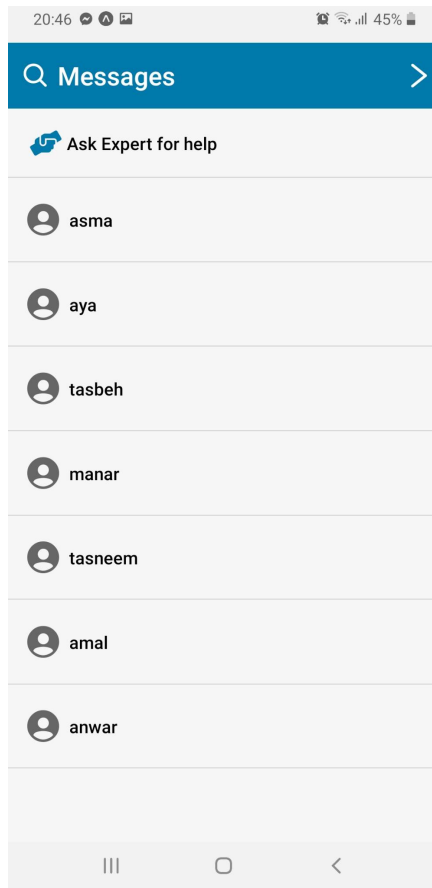 20:46
45%
Messages
Ask Expert for help
asma
aya
tasbeh
manar
tasneem
amal
anwar